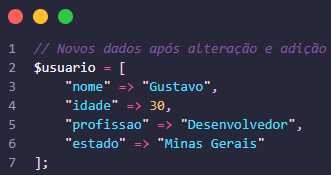 1 // Novos dados após alteração e adição
2 $usuario = [
3 "nome" => "Gustavo",
4 "idade" => 30,
5 "profissao" => "Desenvolvedor",
6 "estado" => "Minas Gerais"
7 ];